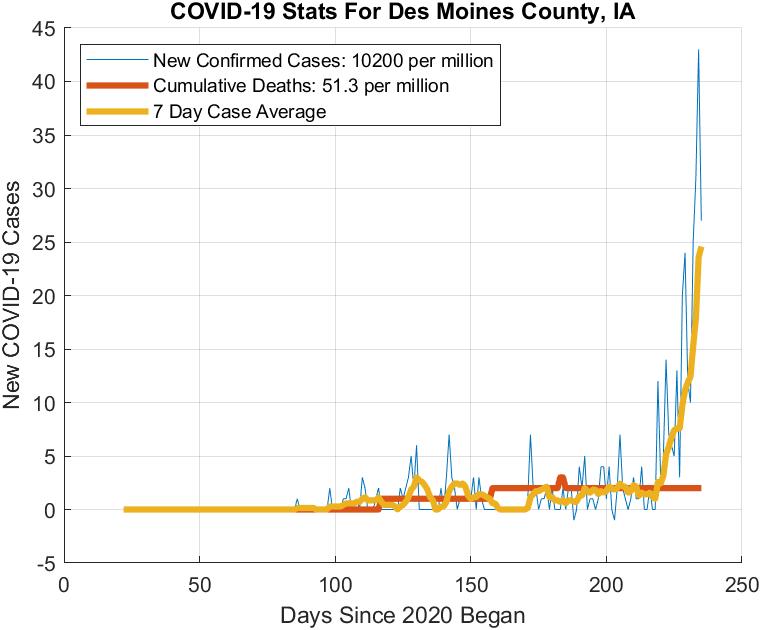 COVID-19 Stats For Des Moines County, IA
45
New Confirmed Cases: 10200 per million
Cumulative Deaths: 51.3 per million
7 Day Case Average
40
35
30
25
20
15
10
5
0
-5
New COVID-19 Cases
0 50 100 150 200 250
Days Since 2020 Began